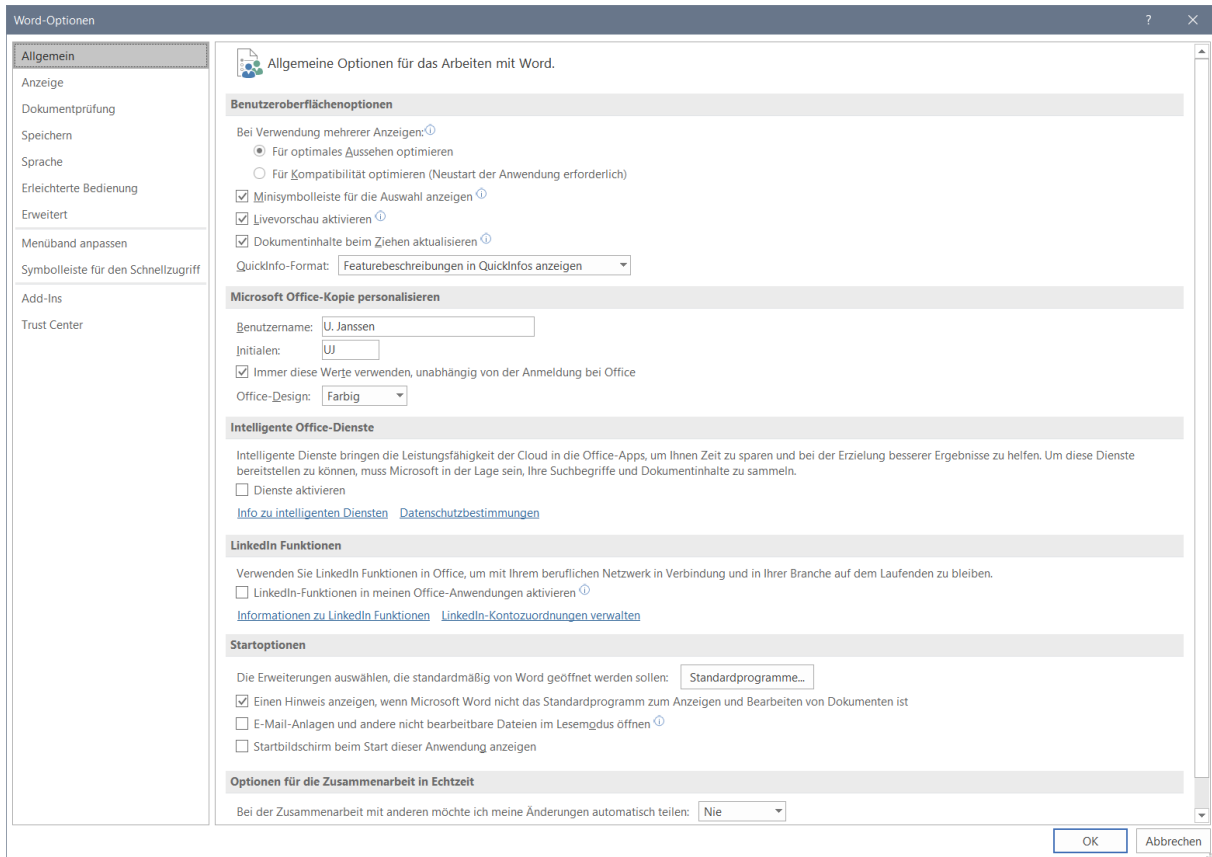 Word-Optionen
Allgemein
Anzeige
Dokumentprüfung
Speichern
Sprache
Erleichterte Bedienung
Erweitert
Menüband anpassen
Symbolleiste für den Schnellzugriff
Add-Ins
Trust Center
Allgemeine Optionen für das Arbeiten mit Word.
Benutzeroberflächenoptionen
Bei Verwendung mehrerer Anzeigen:
Für optimales Aussehen optimieren
Für Kompatibilität optimieren (Neustart der Anwendung erforderlich)
Minisymbolleiste für die Auswahl anzeigen
Livevorschau aktivieren
Dokumentinhalte beim Ziehen aktualisieren
QuickInfo-Format: Featurebeschreibungen in QuickInfos anzeigen
Microsoft Office-Kopie personalisieren
Benutzername: U. Janssen
Initialen: UJ
Immer diese Werte verwenden, unabhängig von der Anmeldung bei Office
Office-Design: Farbig
Intelligente Office-Dienste
Intelligente Dienste bringen die Leistungsfähigkeit der Cloud in die Office-Apps, um Ihnen Zeit zu sparen und bei der Erzielung besserer Ergebnisse zu helfen. Um diese Dienste
bereitstellen zu können, muss Microsoft in der Lage sein, Ihre Suchbegriffe und Dokumentinhalte zu sammeln.
Dienste aktivieren
Info zu intelligenten Diensten Datenschutzbestimmungen
LinkedIn Funktionen
Verwenden Sie LinkedIn Funktionen in Office, um mit Ihrem beruflichen Netzwerk in Verbindung und in Ihrer Branche auf dem Laufenden zu bleiben.
LinkedIn-Funktionen in meinen Office-Anwendungen aktivieren
Informationen zu LinkedIn Funktionen LinkedIn-Kontozuordnungen verwalten
Startoptionen
Die Erweiterungen auswählen, die standardmäßig von Word geöffnet werden sollen: Standardprogramme...
Einen Hinweis anzeigen, wenn Microsoft Word nicht das Standardprogramm zum Anzeigen und Bearbeiten von Dokumenten ist
E-Mail-Anlagen und andere nicht bearbeitbare Dateien im Lesemodus öffnen
Startbildschirm beim Start dieser Anwendung anzeigen
Optionen für die Zusammenarbeit in Echtzeit
Bei der Zusammenarbeit mit anderen möchte ich meine Änderungen automatisch teilen: Nie
OK Abbrechen